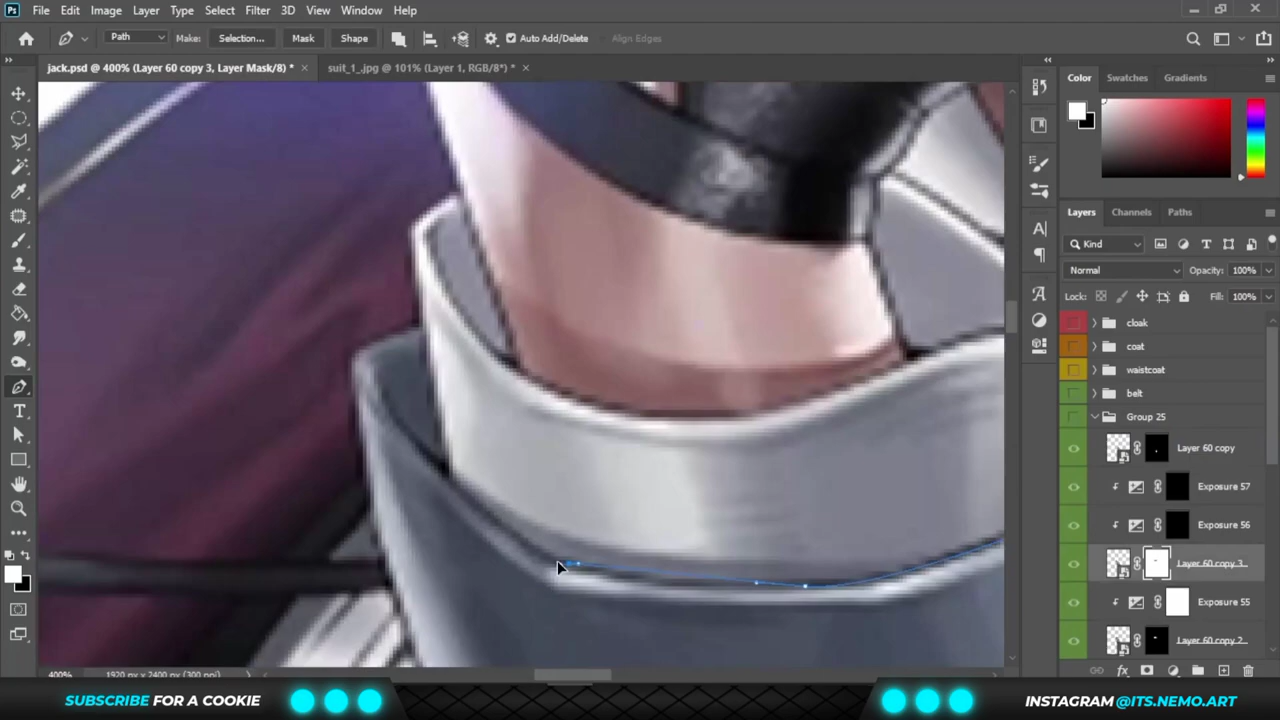 Ps File Edit Image Layer Type Select Filter 3D View Window Help
Path Make: Selection... Mask Shape Auto Add/Delete Align Edges
jack.psd @ 400% (Layer 60 copy 3, Layer Mask/8) * × suit_1_.jpg @ 101% (Layer 1, RGB/8*) * ×
Color Swatches Gradients
Layers Channels Paths
Kind
Normal Opacity: 100%
Lock: Fill: 100%
cloak
coat
waistcoat
belt
Group 25
Layer 60 copy
Exposure 57
Exposure 56
Layer 60 copy 3
Exposure 55
Layer 60 copy 2
400% 1920 px x 2400 px (300 ppi)
SUBSCRIBE FOR A COOKIE INSTAGRAM @ITS.NEMO.ART